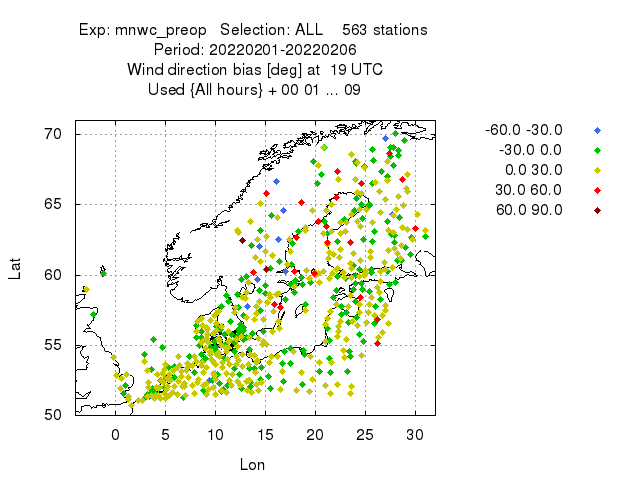 Exp: mnwc_preop   Selection: ALL    563 stations
Period: 20220201-20220206
Wind direction bias [deg] at  19 UTC
Used {All hours} + 00 01 ... 09
-60.0 -30.0
-30.0 0.0
0.0 30.0
30.0 60.0
60.0 90.0
70
65
60
55
50
Lat
0 5 10 15 20 25 30
Lon